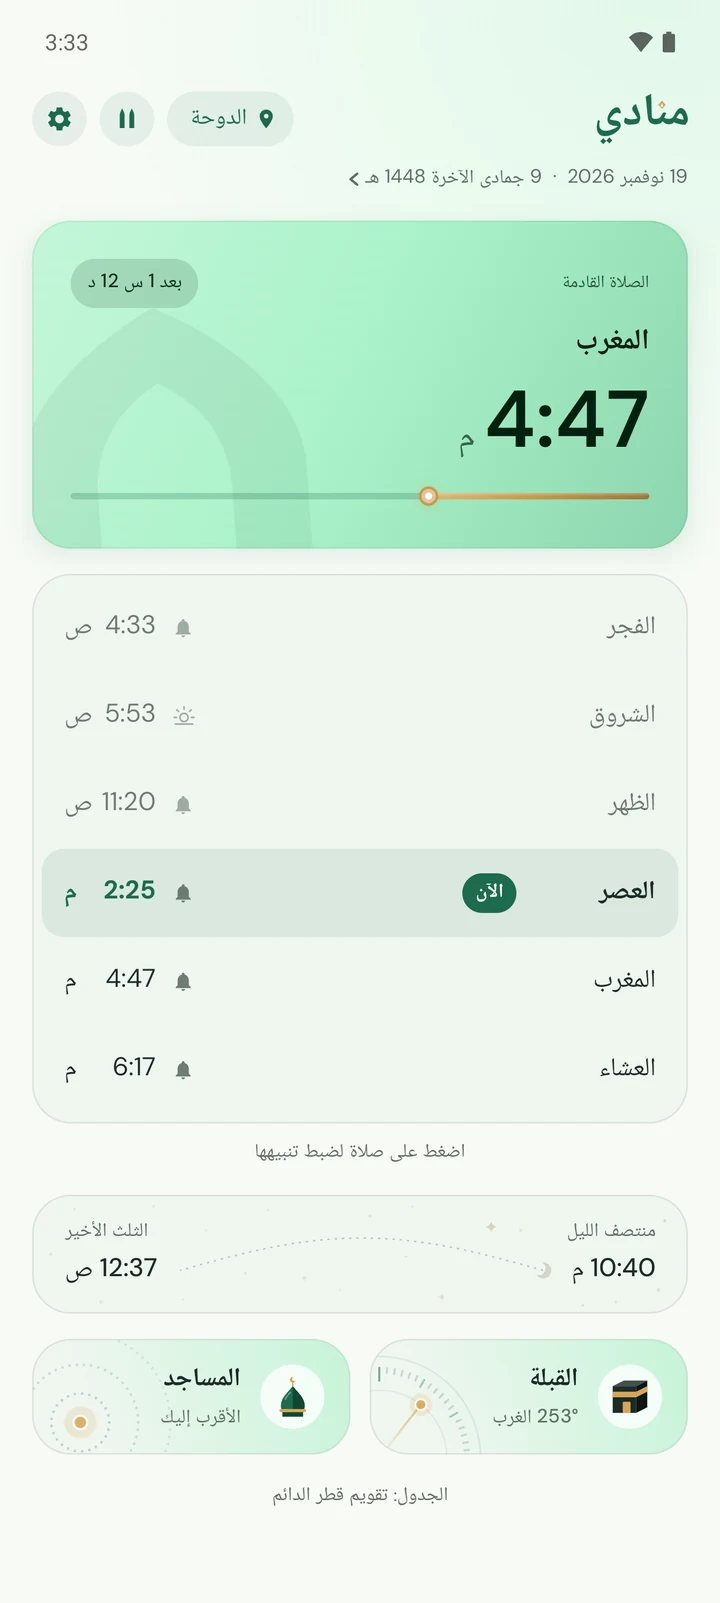 3:33
منادي
الدوحة
19 نوفمبر 2026 · 9 جمادى الآخرة 1448 هـ
الصلاة القادمة
بعد 1 س 12 د
المغرب
4:47 م
الفجر 4:33 ص
الشروق 5:53 ص
الظهر 11:20 ص
العصر الآن 2:25 م
المغرب 4:47 م
العشاء 6:17 م
اضغط على صلاة لضبط تنبيهها
منتصف الليل
10:40 م
الثلث الأخير
12:37 ص
القبلة
253° الغرب
المساجد
الأقرب إليك
الجدول: تقويم قطر الدائم